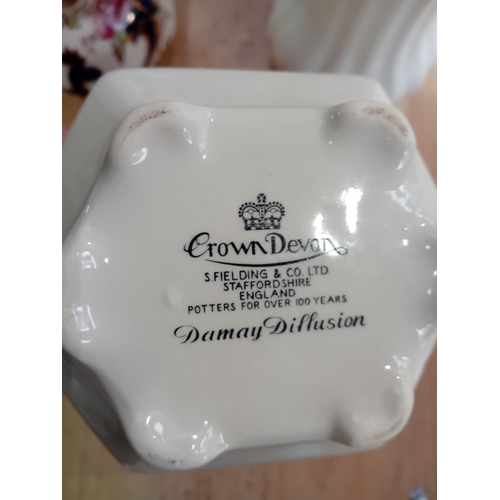 Crown Devon
S. FIELDING & CO. LTD
STAFFORDSHIRE
ENGLAND
POTTERS FOR OVER 100 YEARS
Damay Diffusion